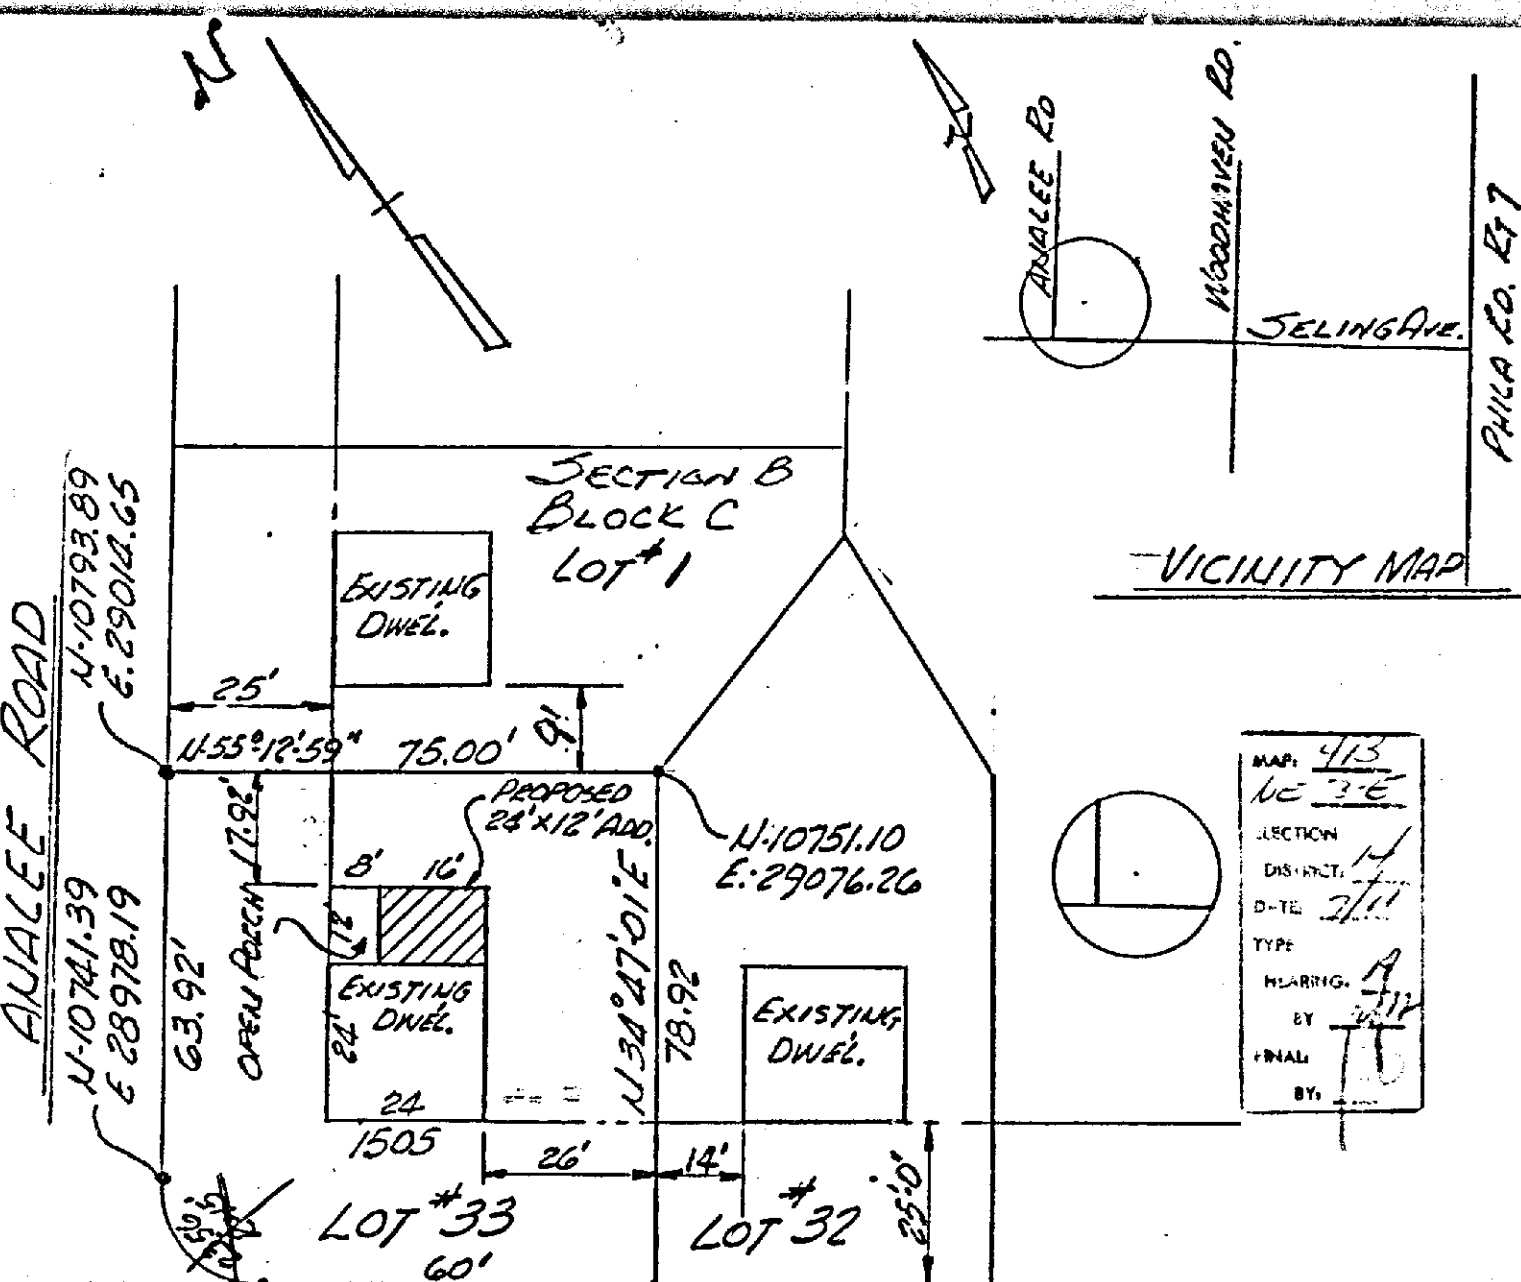 N
N
ANALEE RD
WOODHAVEN RD.
SELING AVE.
PHILA RD. RT 7
VICINITY MAP
SECTION B
BLOCK C
LOT #1
EXISTING
DWEL.
ANALEE ROAD
N-10793.89
E.29014.65
25'
N-55°-12'-59"
75.00'
9'
17.92'
PROPOSED
24'X12' ADD.
8'
16'
12
OPEN PORCH
N-10751.10
E.-29076.26
N-10741.39
E 28978.19
63.92'
EXISTING
DWEL.
24'
24
1505
N34°47'01"E
78.92
EXISTING
DWEL.
26'
14'
25'-0'
LOT #33
60'
LOT #32
MAP: 413
NE 3-E
ELECTION
DISTRICT: 14
DATE:
TYPE
HEARING: A
BY
FINAL:
BY: